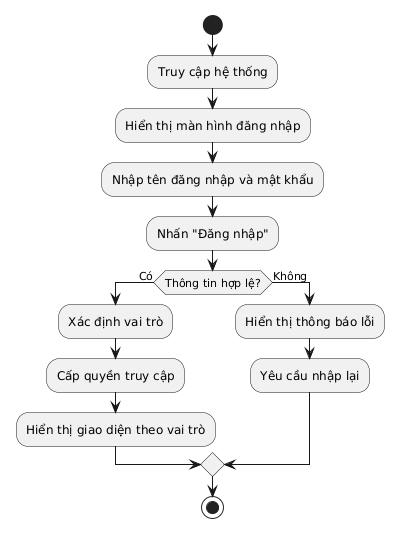 Truy cập hệ thống
Hiển thị màn hình đăng nhập
Nhập tên đăng nhập và mật khẩu
Nhấn "Đăng nhập"
Thông tin hợp lệ?
Có
Không
Xác định vai trò
Cấp quyền truy cập
Hiển thị giao diện theo vai trò
Hiển thị thông báo lỗi
Yêu cầu nhập lại